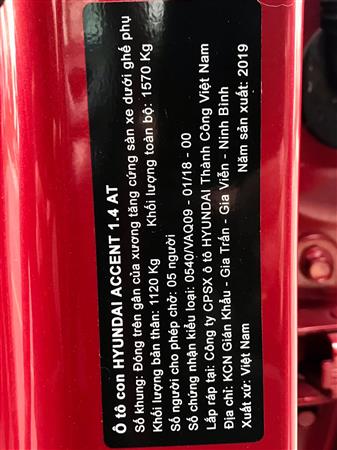 Ô tô con HYUNDAI ACCENT 1.4 AT
Số khung: Đóng trên gân của xương tăng cứng sàn xe dưới ghế phụ
Khối lượng bản thân: 1120 Kg Khối lượng toàn bộ: 1570 Kg
Số người cho phép chở: 05 người
Số chứng nhận kiểu loại: 0540/VAQ09 - 01/18 - 00
Lắp ráp tại: Công ty CPSX ô tô HYUNDAI Thành Công Việt Nam
Địa chỉ: KCN Gián Khẩu - Gia Trấn - Gia Viễn - Ninh Bình
Xuất xứ: Việt Nam Năm sản xuất: 2019